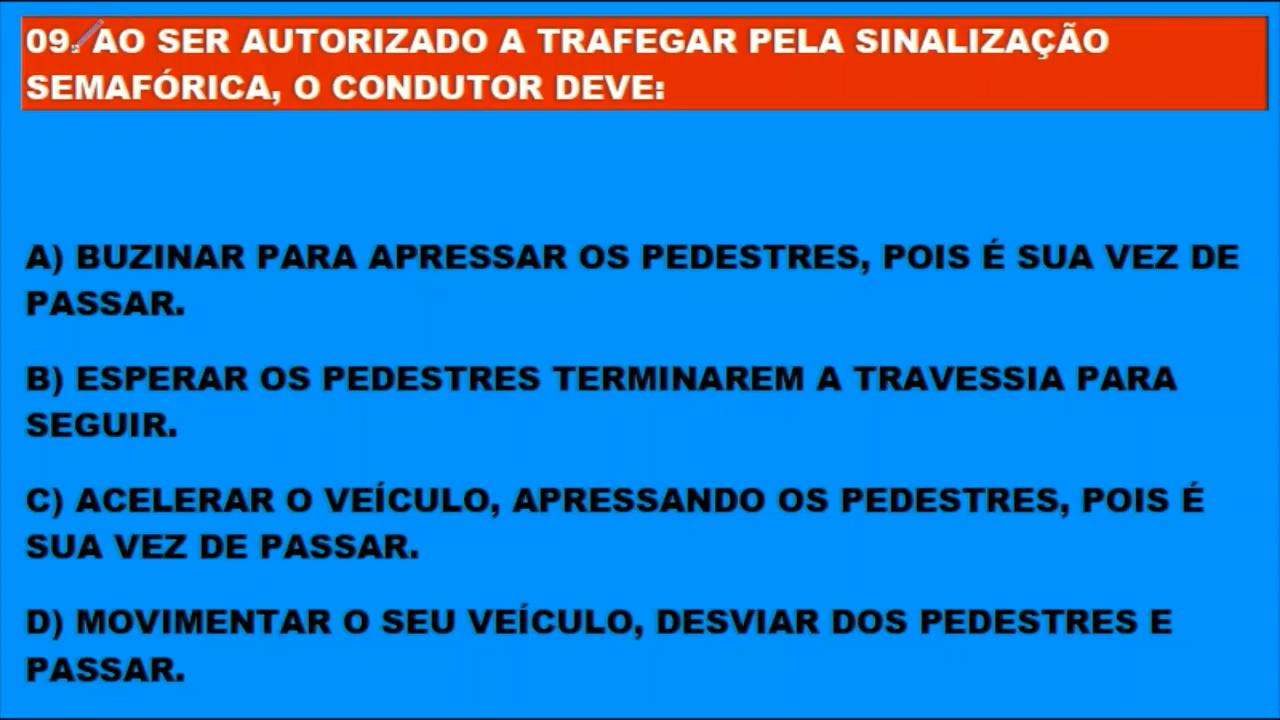 09. AO SER AUTORIZADO A TRAFEGAR PELA SINALIZAÇÃO
SEMAFÓRICA, O CONDUTOR DEVE:
A) BUZINAR PARA APRESSAR OS PEDESTRES, POIS É SUA VEZ DE
PASSAR.
B) ESPERAR OS PEDESTRES TERMINAREM A TRAVESSIA PARA
SEGUIR.
C) ACELERAR O VEÍCULO, APRESSANDO OS PEDESTRES, POIS É
SUA VEZ DE PASSAR.
D) MOVIMENTAR O SEU VEÍCULO, DESVIAR DOS PEDESTRES E
PASSAR.